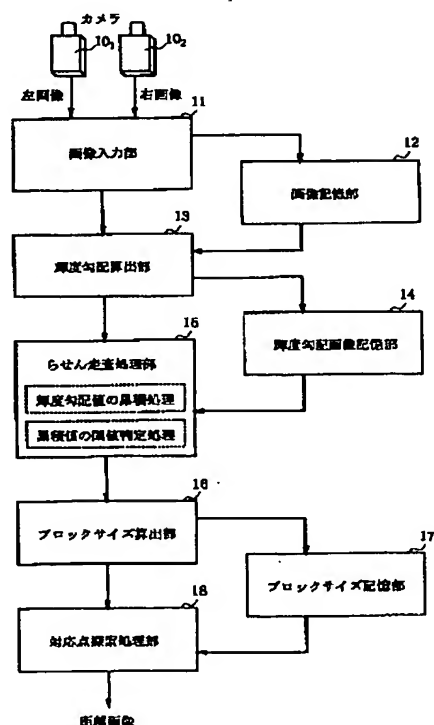 カメラ
10₁
10₂
左画像
右画像
11
画像入力部
12
画像記憶部
13
輝度勾配算出部
14
輝度勾配画像記憶部
15
らせん走査処理部
輝度勾配値の累積処理
累積値の閾値判定処理
16
ブロックサイズ算出部
17
ブロックサイズ記憶部
18
対応点探索処理部
距離画像